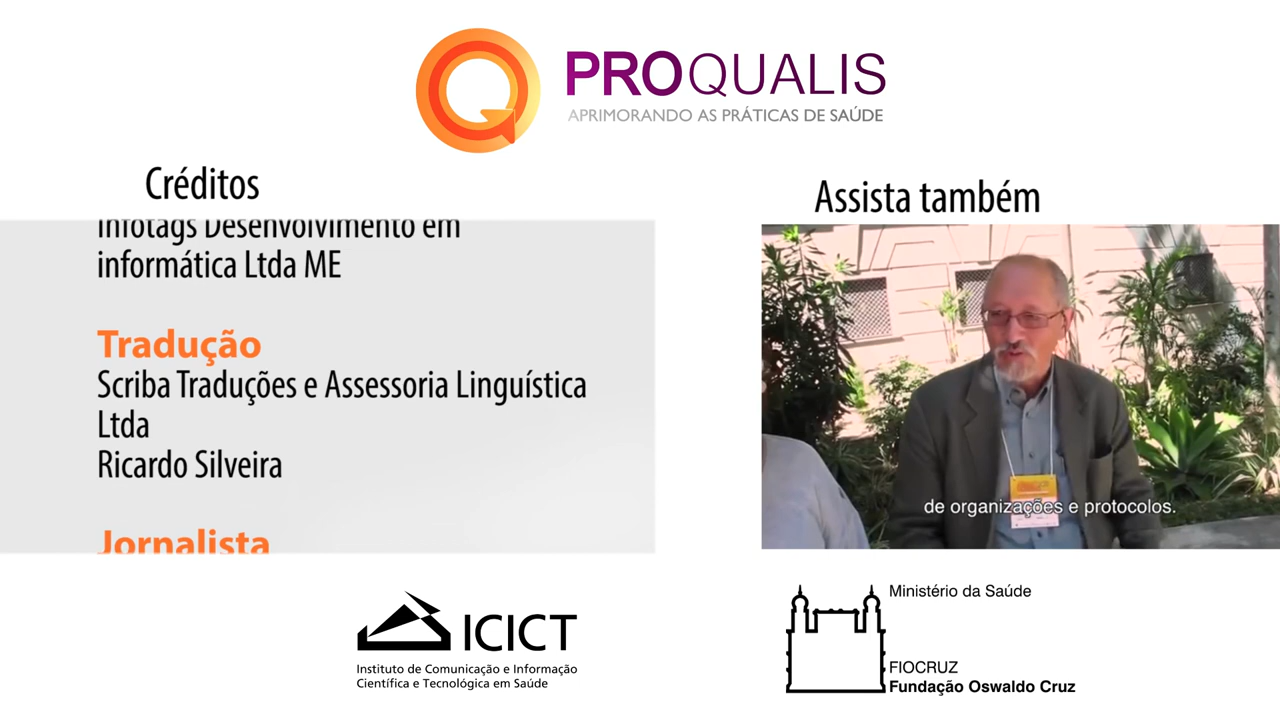 PROQUALIS
APRIMORANDO AS PRÁTICAS DE SAÚDE
Créditos
Infotags Desenvolvimento em
informática Ltda ME
Tradução
Scriba Traduções e Assessoria Linguística
Ltda
Ricardo Silveira
Jornalista
Assista também
de organizações e protocolos.
ICICT
Instituto de Comunicação e Informação
Científica e Tecnológica em Saúde
Ministério da Saúde
FIOCRUZ
Fundação Oswaldo Cruz